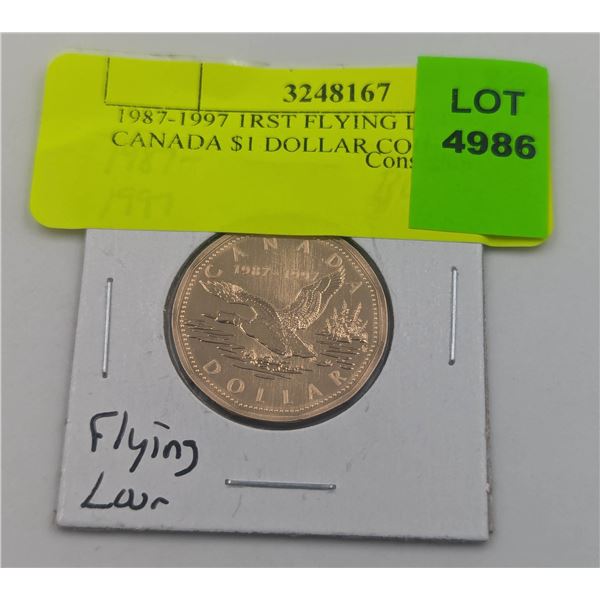 3248167
1987-1997 1RST FLYING L
CANADA $1 DOLLAR CO
Cons
LOT
4986
1987-
1997
CANADA
1987-1997
DOLLAR
Flying
Loon